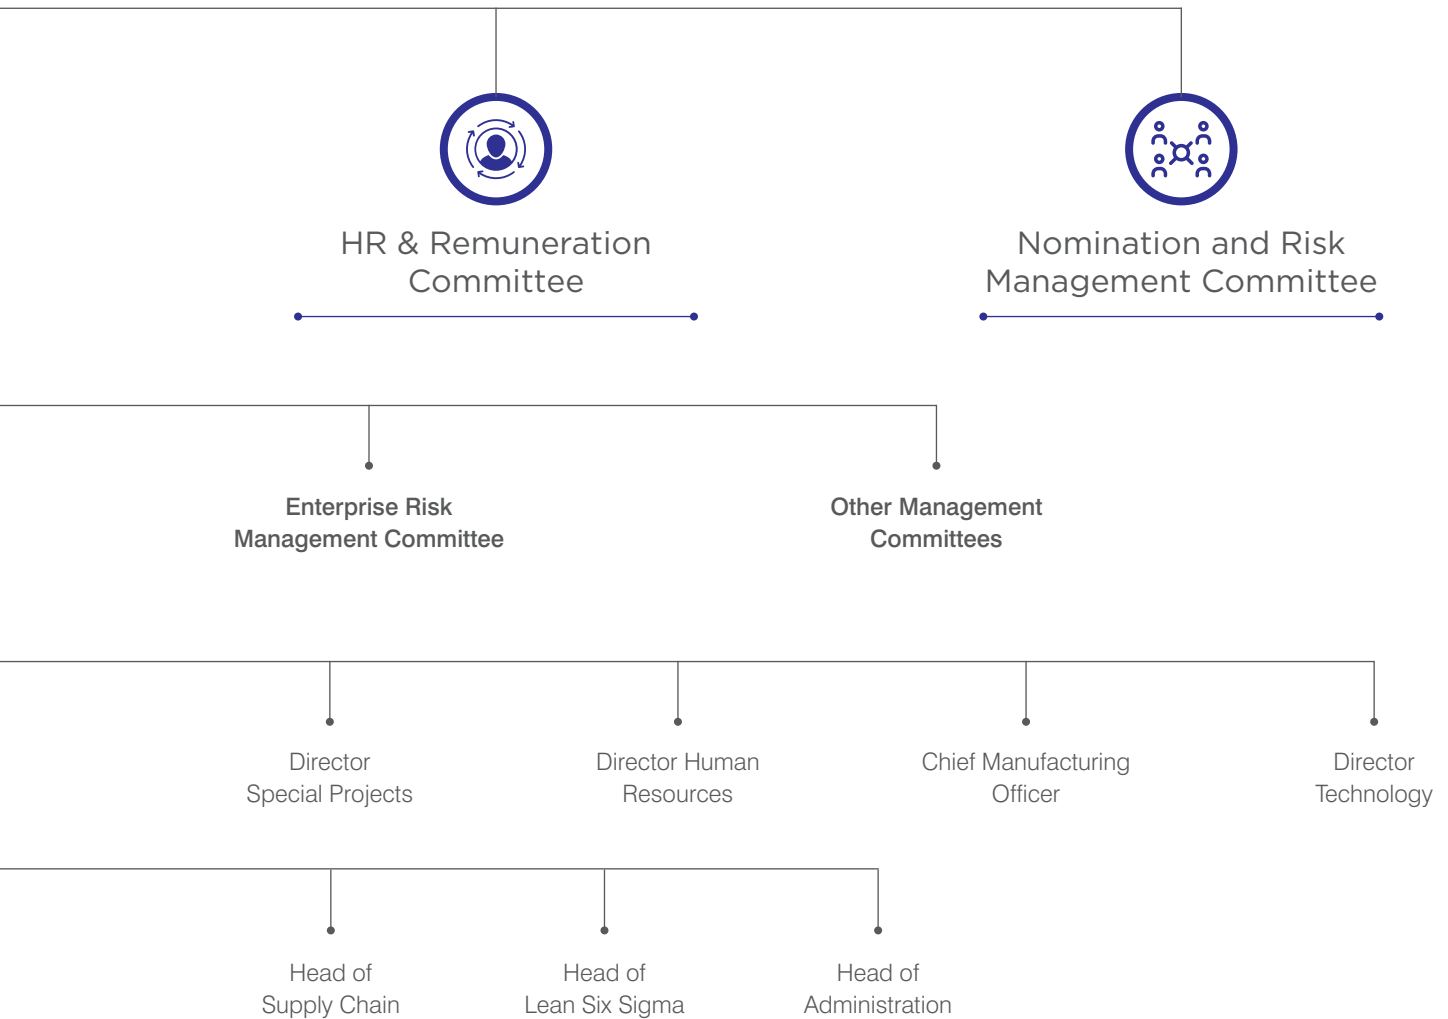 HR & Remuneration
Committee
Nomination and Risk
Management Committee
Enterprise Risk
Management Committee
Other Management
Committees
Director
Special Projects
Director Human
Resources
Chief Manufacturing
Officer
Director
Technology
Head of
Supply Chain
Head of
Lean Six Sigma
Head of
Administration